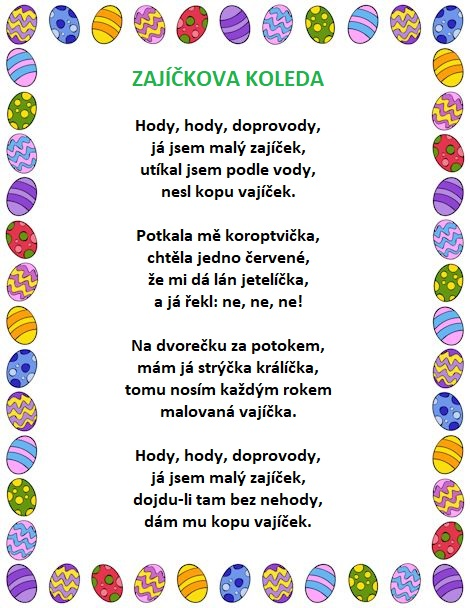 ZAJÍČKOVA KOLEDA
Hody, hody, doprovody,
já jsem malý zajíček,
utíkal jsem podle vody,
nesl kopu vajíček.
Potkala mě koroptvička,
chtěla jedno červené,
že mi dá lán jetelíčka,
a já řekl: ne, ne, ne!
Na dvorečku za potokem,
mám já strýčka králíčka,
tomu nosím každým rokem
malovaná vajíčka.
Hody, hody, doprovody,
já jsem malý zajíček,
dojdu-li tam bez nehody,
dám mu kopu vajíček.